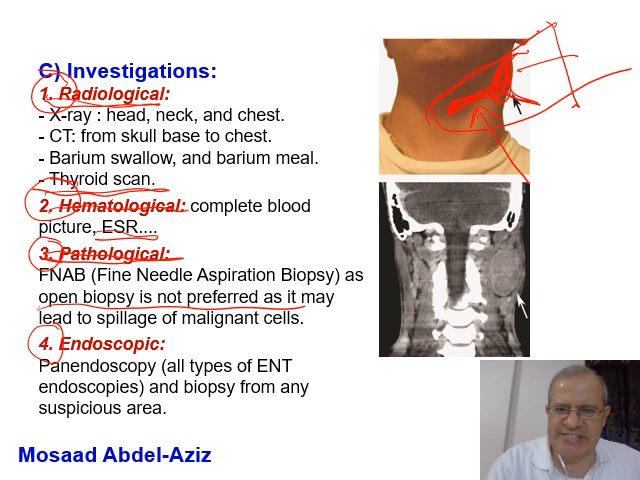 C) Investigations:
1. Radiological:
- X-ray : head, neck, and chest.
- CT: from skull base to chest.
- Barium swallow, and barium meal.
- Thyroid scan.
2. Hematological: complete blood
picture, ESR....
3. Pathological:
FNAB (Fine Needle Aspiration Biopsy) as
open biopsy is not preferred as it may
lead to spillage of malignant cells.
4. Endoscopic:
Panendoscopy (all types of ENT
endoscopies) and biopsy from any
suspicious area.
Mosaad Abdel-Aziz